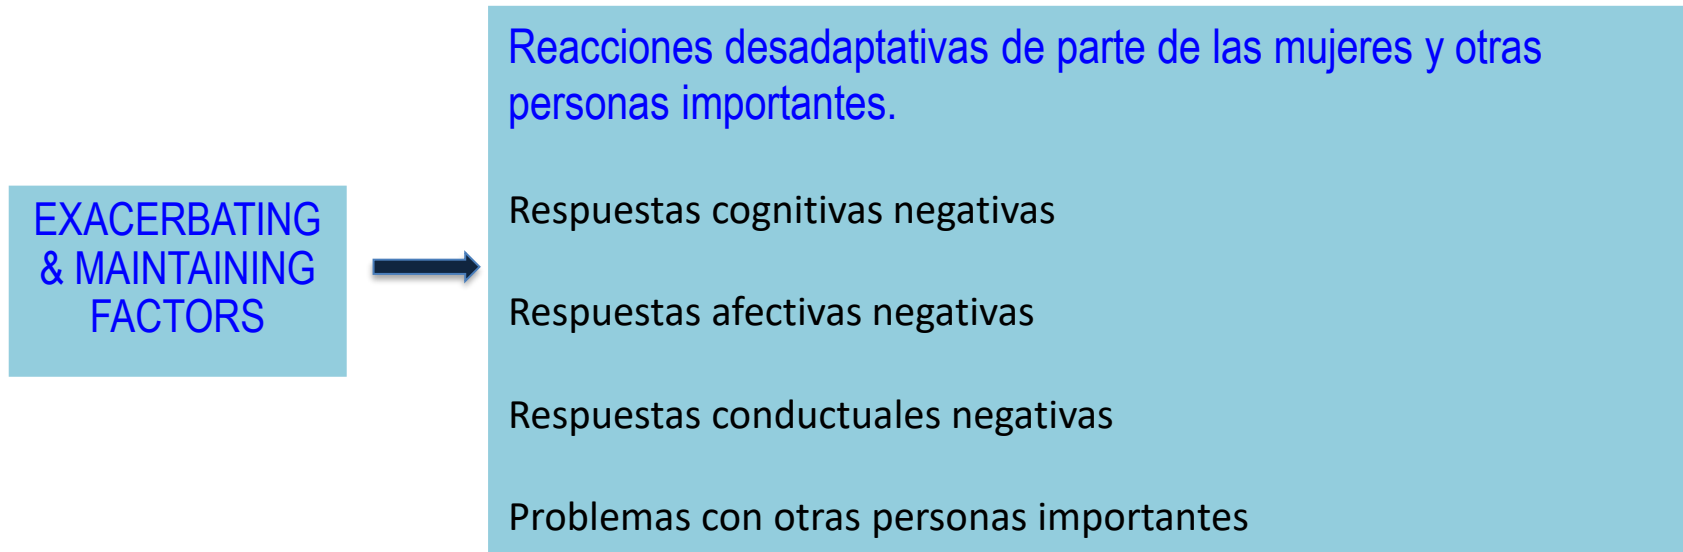 EXACERBATING
& MAINTAINING
FACTORS
Reacciones desadaptativas de parte de las mujeres y otras
personas importantes.
Respuestas cognitivas negativas
Respuestas afectivas negativas
Respuestas conductuales negativas
Problemas con otras personas importantes